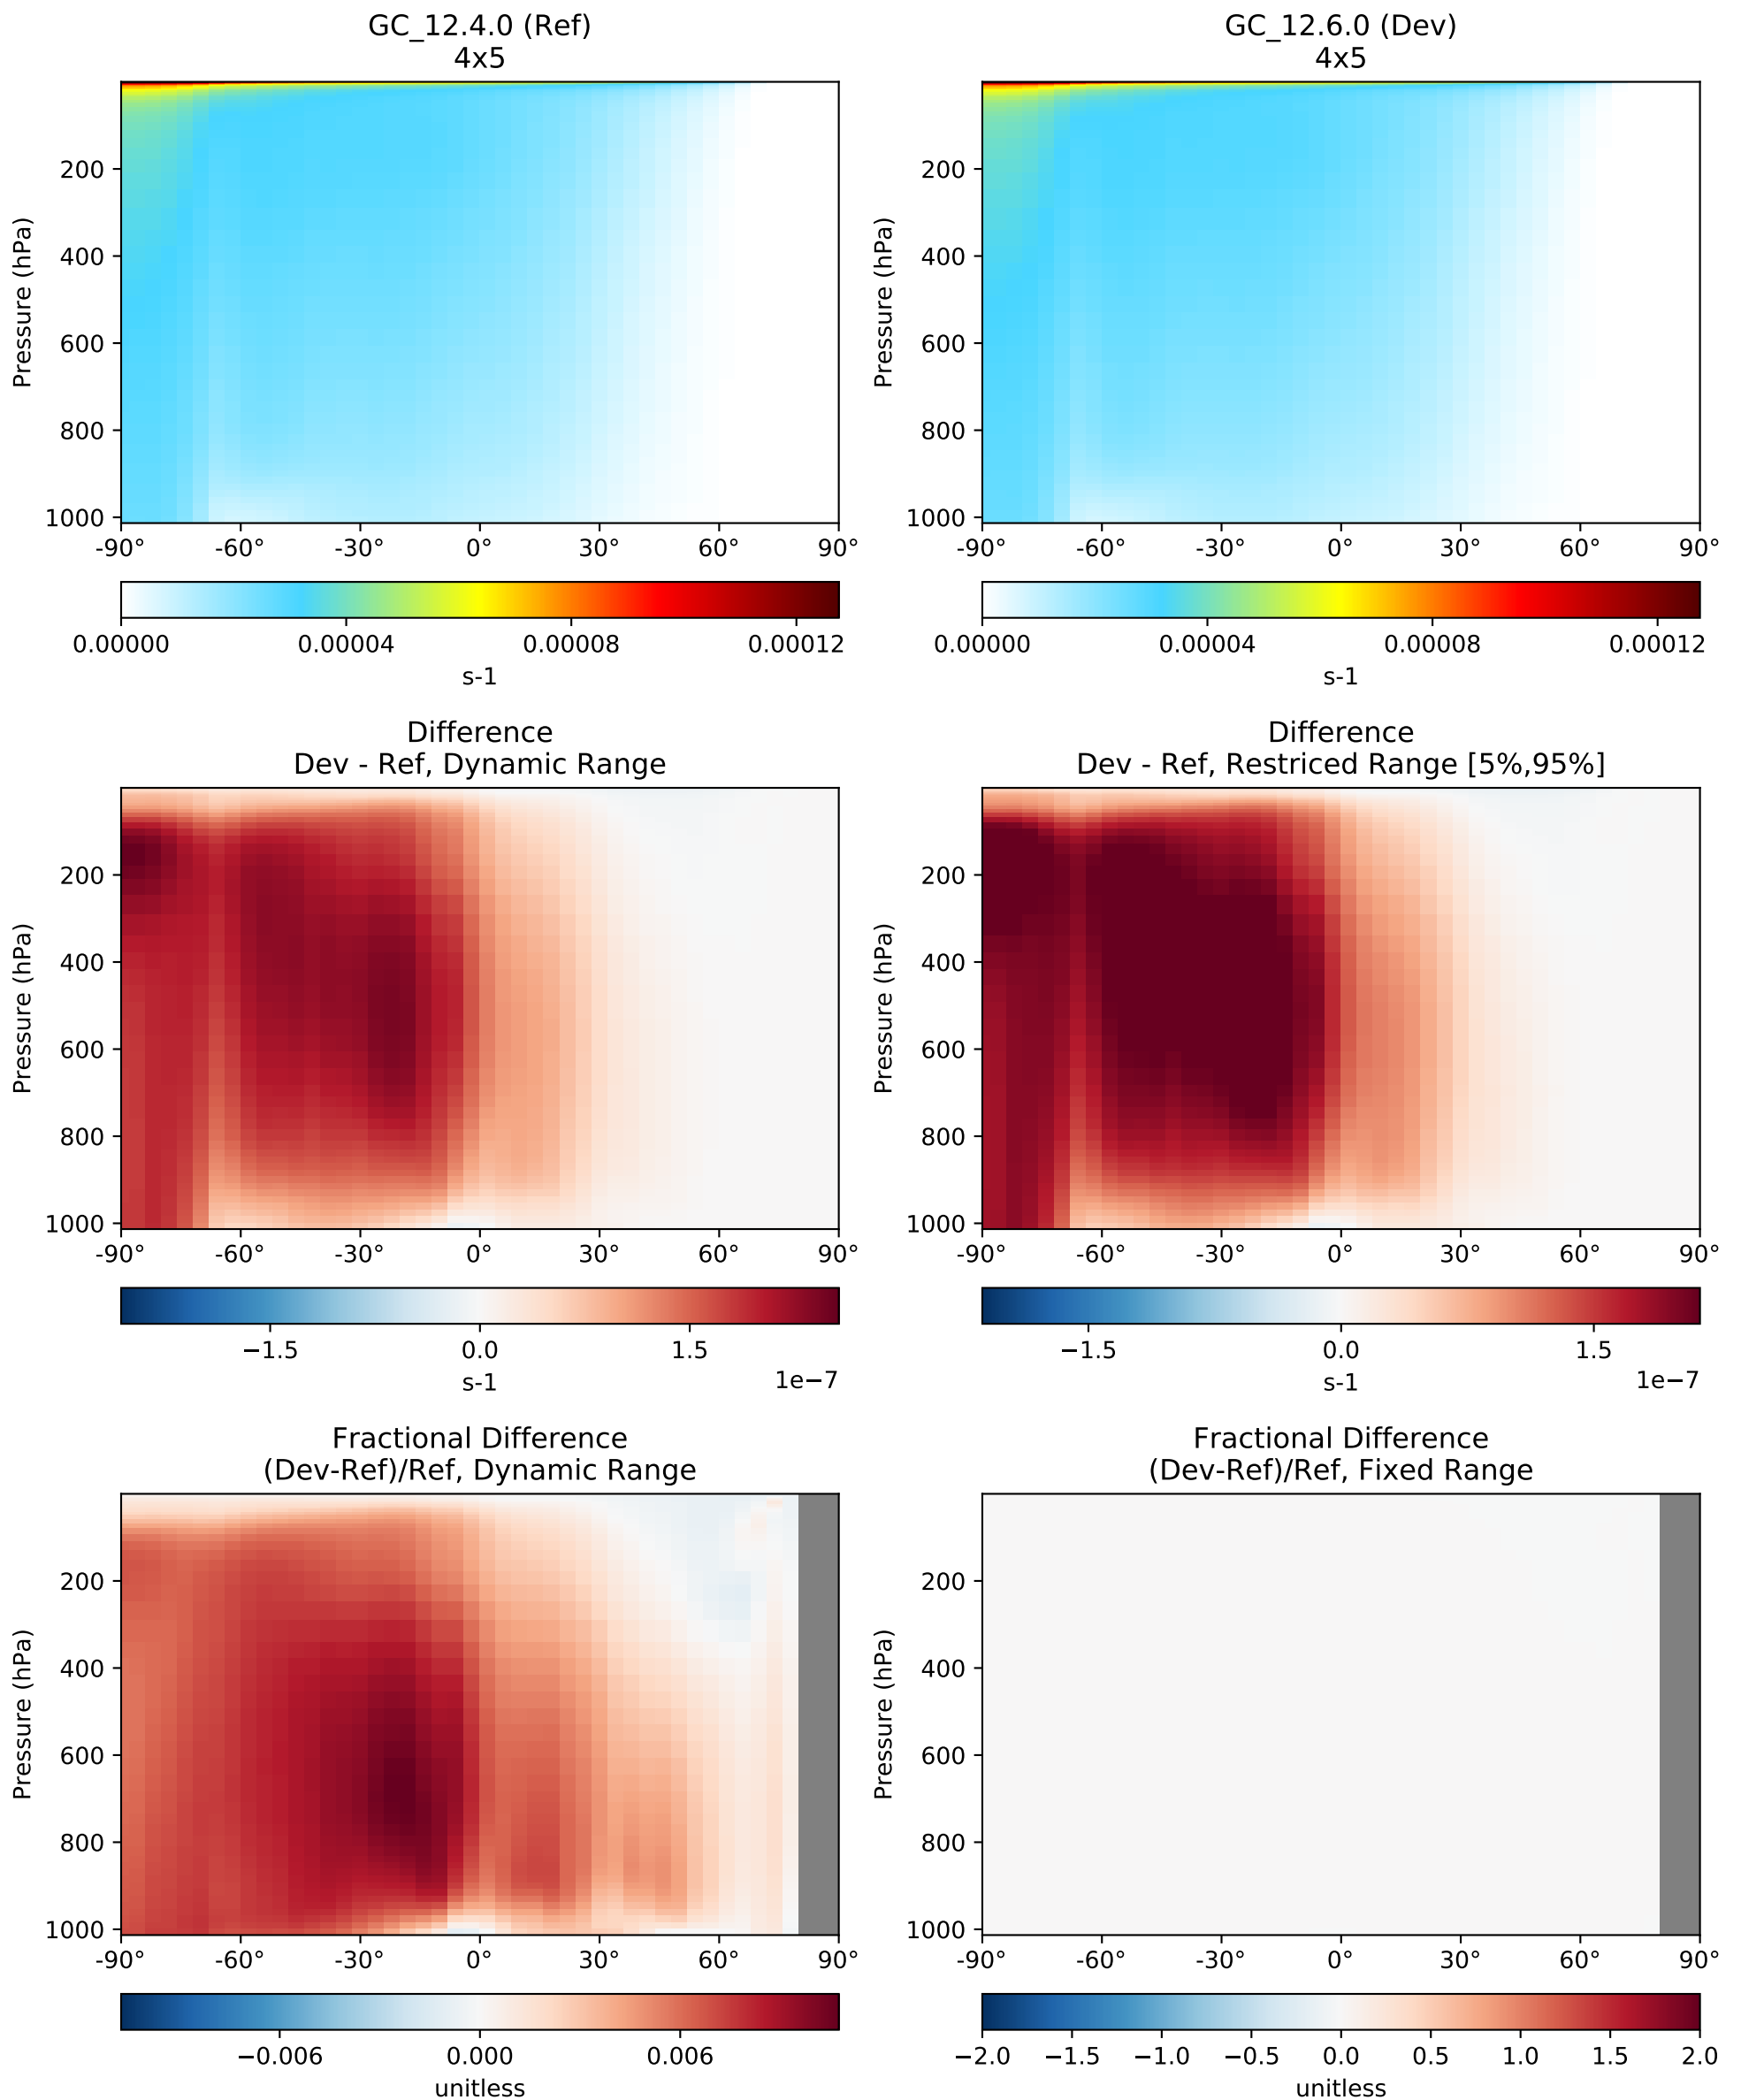 GC_12.4.0 (Ref)
4x5
Pressure (hPa)
200
400
600
800
1000
-90° -60° -30° 0° 30° 60° 90°
0.00000 0.00004 0.00008 0.00012
s-1
GC_12.6.0 (Dev)
4x5
Pressure (hPa)
200
400
600
800
1000
-90° -60° -30° 0° 30° 60° 90°
0.00000 0.00004 0.00008 0.00012
s-1
Difference
Dev - Ref, Dynamic Range
Pressure (hPa)
200
400
600
800
1000
-90° -60° -30° 0° 30° 60° 90°
−1.5 0.0 1.5
s-1 1e−7
Difference
Dev - Ref, Restriced Range [5%,95%]
Pressure (hPa)
200
400
600
800
1000
-90° -60° -30° 0° 30° 60° 90°
−1.5 0.0 1.5
s-1 1e−7
Fractional Difference
(Dev-Ref)/Ref, Dynamic Range
Pressure (hPa)
200
400
600
800
1000
-90° -60° -30° 0° 30° 60° 90°
−0.006 0.000 0.006
unitless
Fractional Difference
(Dev-Ref)/Ref, Fixed Range
Pressure (hPa)
200
400
600
800
1000
-90° -60° -30° 0° 30° 60° 90°
−2.0 −1.5 −1.0 −0.5 0.0 0.5 1.0 1.5 2.0
unitless